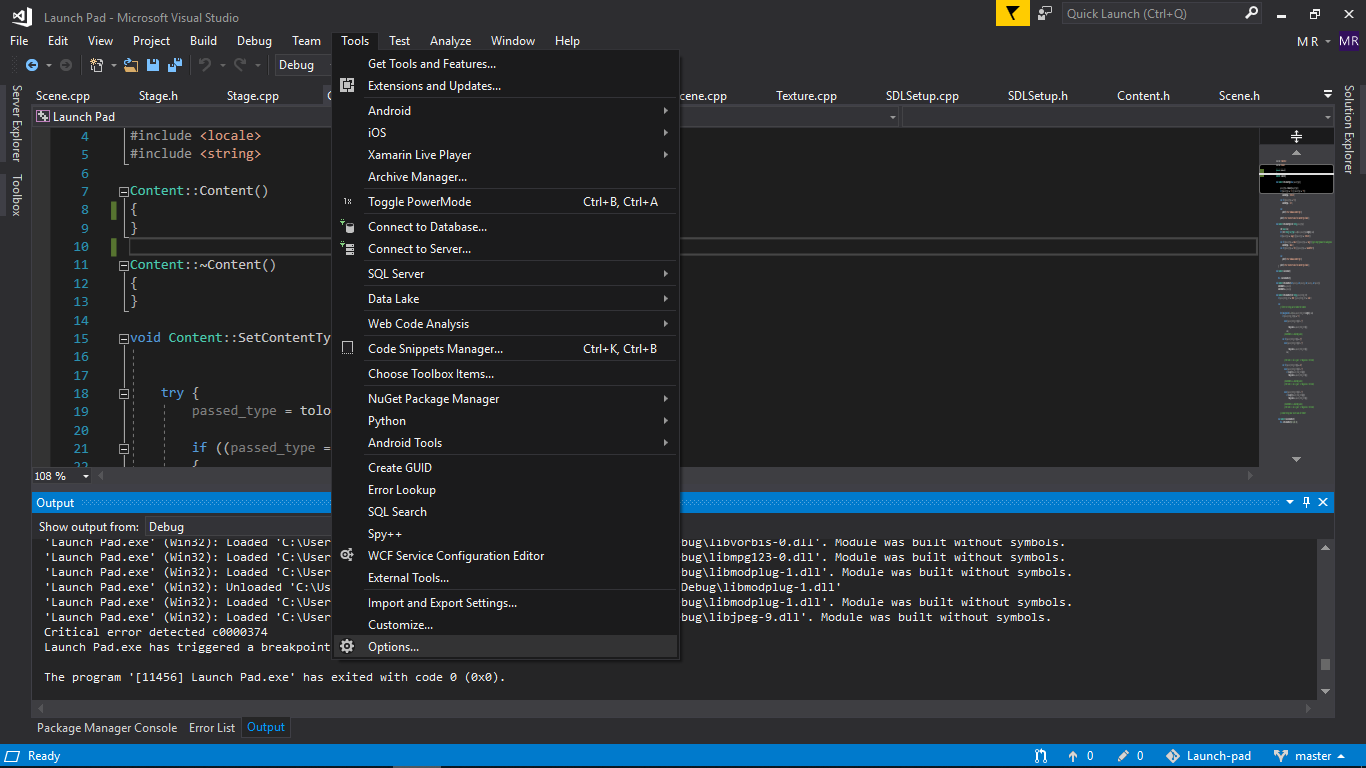 Launch Pad - Microsoft Visual Studio
Quick Launch (Ctrl+Q)
File Edit View Project Build Debug Team Tools Test Analyze Window Help
M R MR
Debug
Server Explorer
Toolbox
Solution Explorer
Scene.cpp Stage.h Stage.cpp Texture.cpp SDLSetup.cpp SDLSetup.h Content.h Scene.h
Launch Pad
4 #include <locale>
5 #include <string>
6
7 Content::Content()
8 {
9 }
10
11 Content::~Content()
12 {
13 }
14
15 void Content::SetContentTy
16
17
18 try {
19 passed_type = tolo
20
21 if ((passed_type =
22 {
108 %
Get Tools and Features...
Extensions and Updates...
Android
iOS
Xamarin Live Player
Archive Manager...
Toggle PowerMode Ctrl+B, Ctrl+A
Connect to Database...
Connect to Server...
SQL Server
Data Lake
Web Code Analysis
Code Snippets Manager... Ctrl+K, Ctrl+B
Choose Toolbox Items...
NuGet Package Manager
Python
Android Tools
Create GUID
Error Lookup
SQL Search
Spy++
WCF Service Configuration Editor
External Tools...
Import and Export Settings...
Customize...
Options...
Output
Show output from: Debug
'Launch Pad.exe' (Win32): Loaded 'C:\User bug\libvorbis-0.dll'. Module was built without symbols.
'Launch Pad.exe' (Win32): Loaded 'C:\User bug\libmpg123-0.dll'. Module was built without symbols.
'Launch Pad.exe' (Win32): Loaded 'C:\User bug\libmodplug-1.dll'. Module was built without symbols.
'Launch Pad.exe' (Win32): Unloaded 'C:\Us Debug\libmodplug-1.dll'
'Launch Pad.exe' (Win32): Loaded 'C:\User bug\libmodplug-1.dll'. Module was built without symbols.
'Launch Pad.exe' (Win32): Loaded 'C:\User bug\libjpeg-9.dll'. Module was built without symbols.
Critical error detected c0000374
Launch Pad.exe has triggered a breakpoint
The program '[11456] Launch Pad.exe' has exited with code 0 (0x0).
Package Manager Console Error List Output
Ready 0 0 Launch-pad master